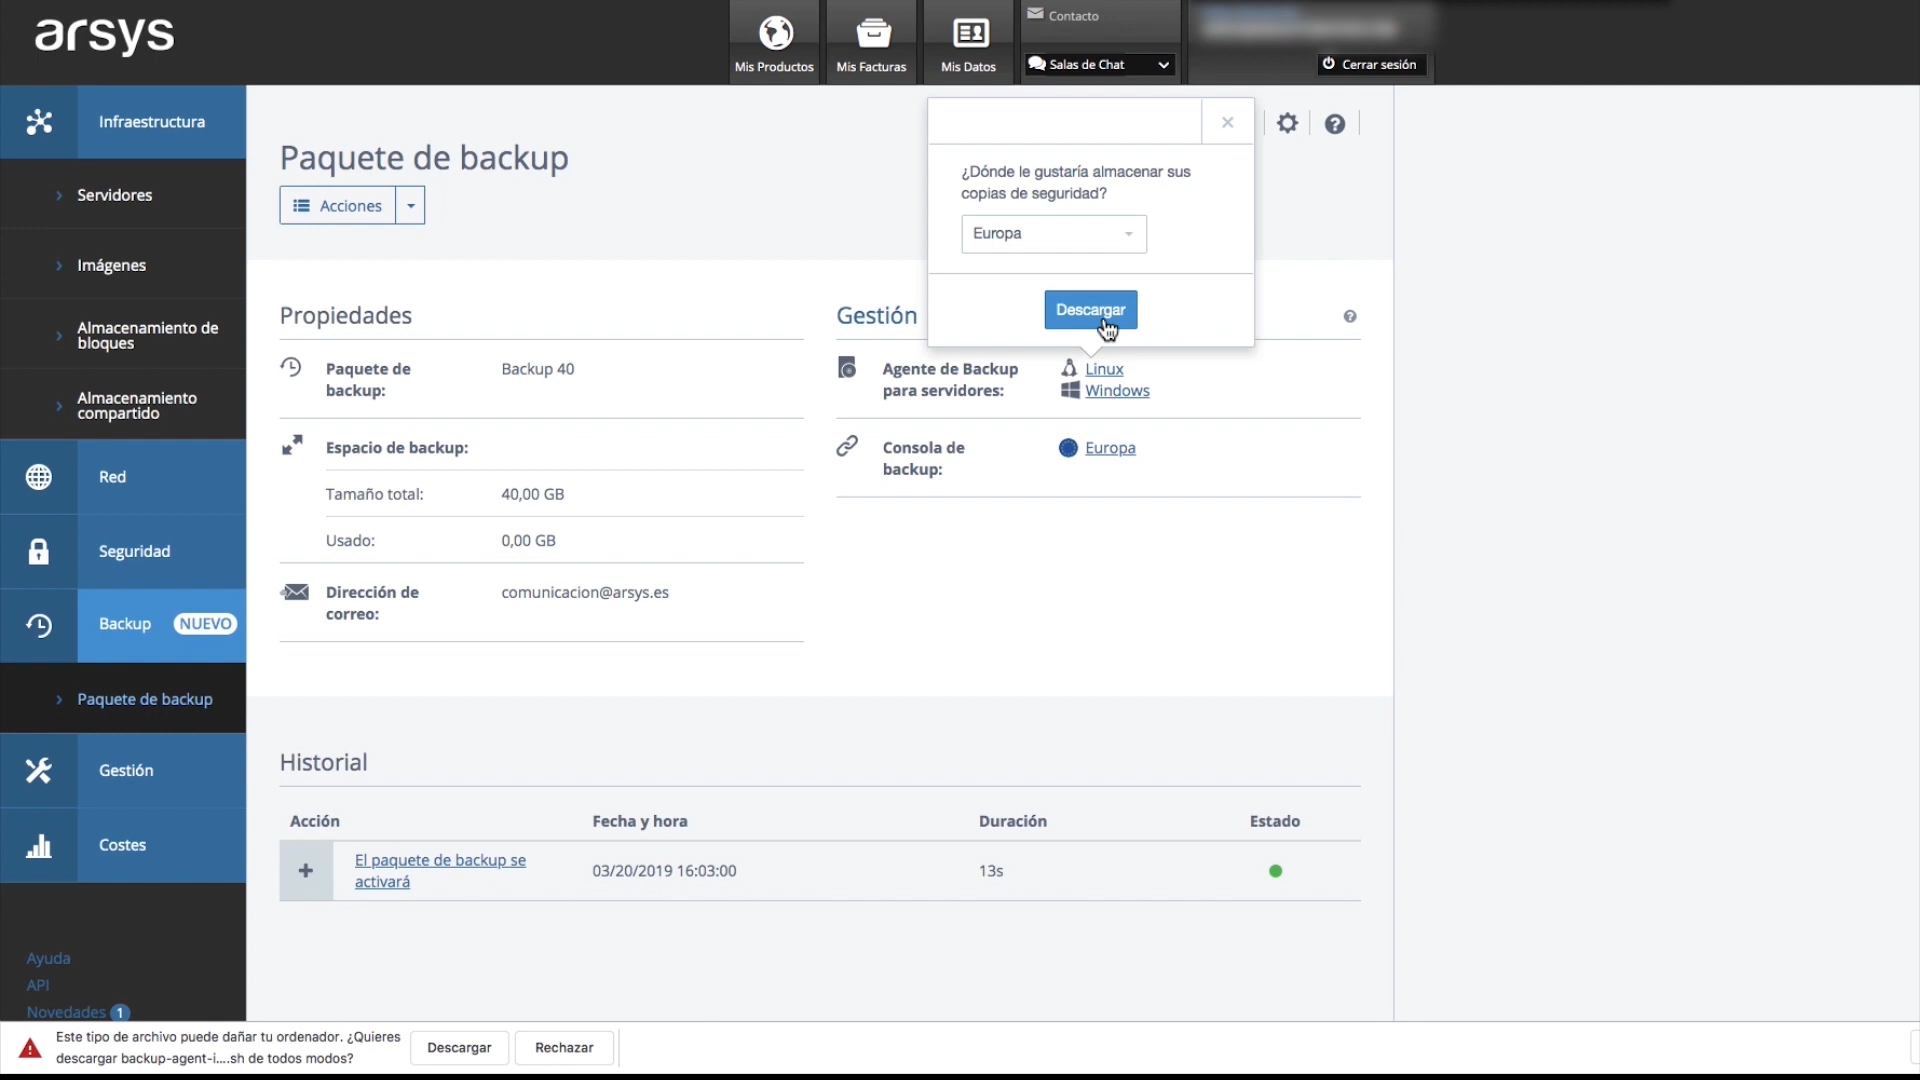 arsys
Mis Productos
Mis Facturas
Mis Datos
Contacto
Salas de Chat
Cerrar sesión
Infraestructura
Servidores
Imágenes
Almacenamiento de
bloques
Almacenamiento
compartido
Red
Seguridad
Backup NUEVO
Paquete de backup
Gestión
Costes
Ayuda
API
Novedades 1
Paquete de backup
Acciones
¿Dónde le gustaría almacenar sus
copias de seguridad?
Europa
Descargar
Propiedades
Paquete de
backup:
Backup 40
Espacio de backup:
Tamaño total:
40,00 GB
Usado:
0,00 GB
Dirección de
correo:
comunicacion@arsys.es
Gestión
Agente de Backup
para servidores:
Linux
Windows
Consola de
backup:
Europa
Historial
Acción
Fecha y hora
Duración
Estado
El paquete de backup se
activará
03/20/2019 16:03:00
13s
Este tipo de archivo puede dañar tu ordenador. ¿Quieres
descargar backup-agent-i....sh de todos modos?
Descargar
Rechazar